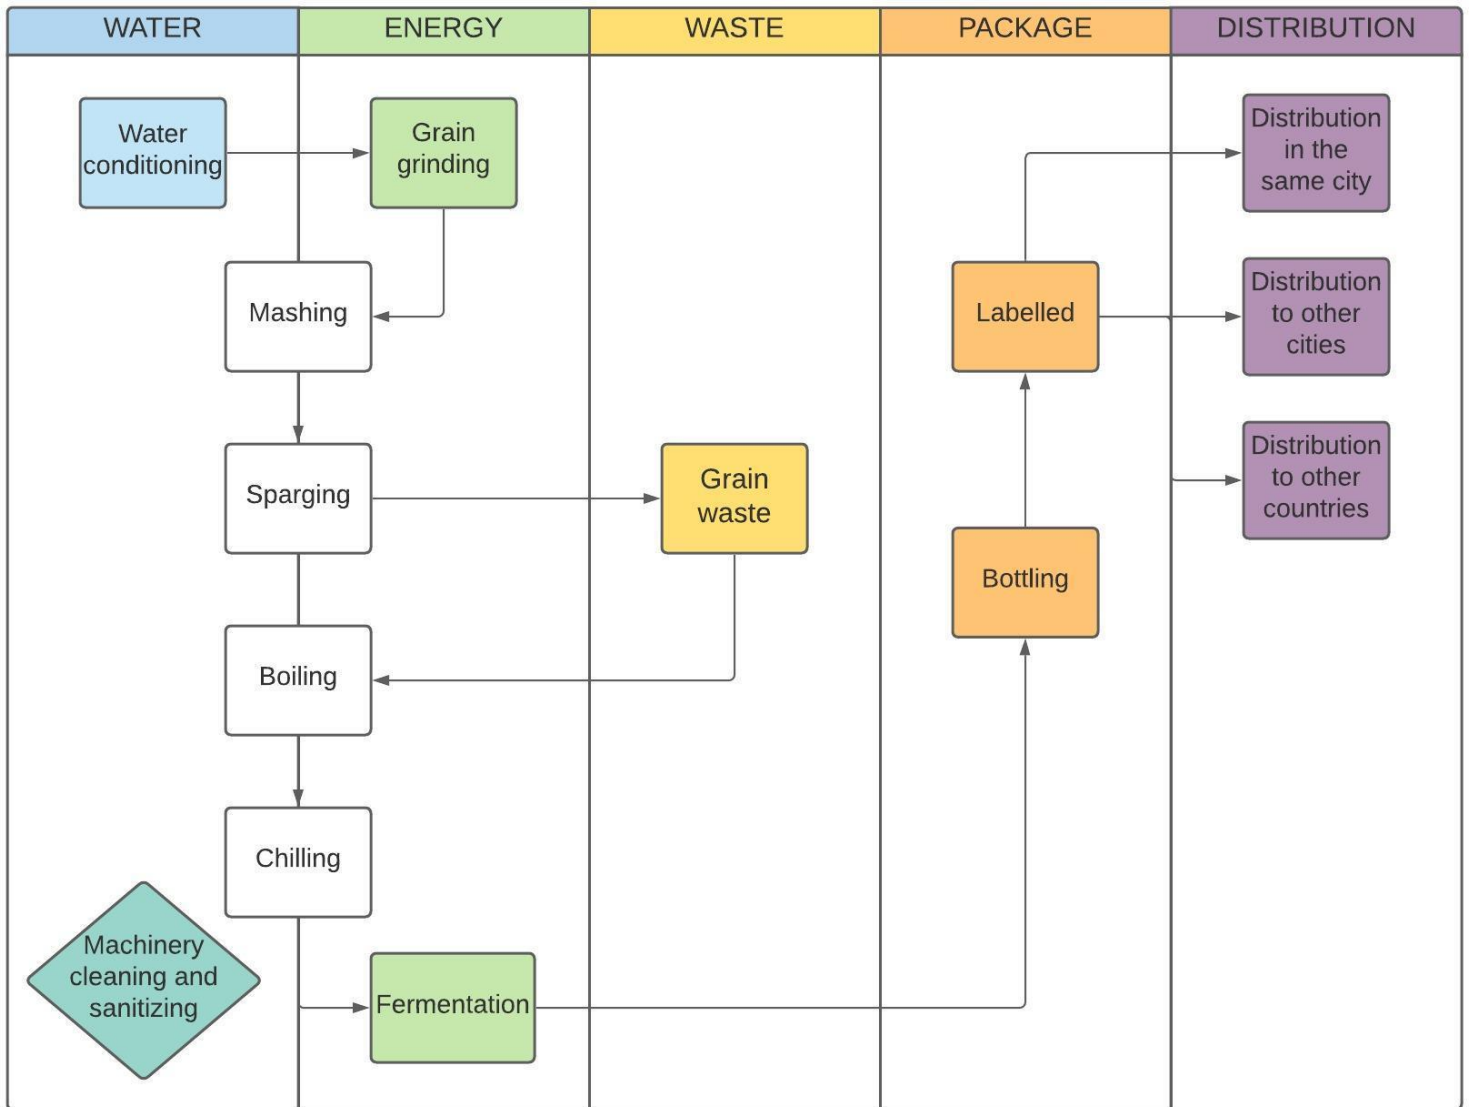 WATER
ENERGY
WASTE
PACKAGE
DISTRIBUTION
Water
conditioning
Grain
grinding
Distribution
in the
same city
Mashing
Labelled
Distribution
to other
cities
Sparging
Grain
waste
Distribution
to other
countries
Bottling
Boiling
Chilling
Machinery
cleaning and
sanitizing
Fermentation